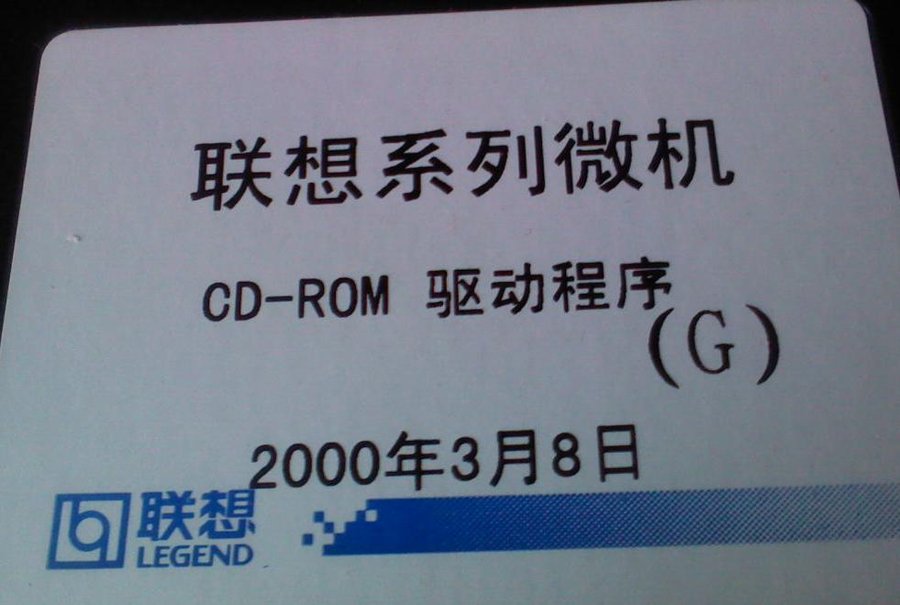 联想系列微机
CD-ROM 驱动程序
(G)
2000年3月8日
联想
LEGEND